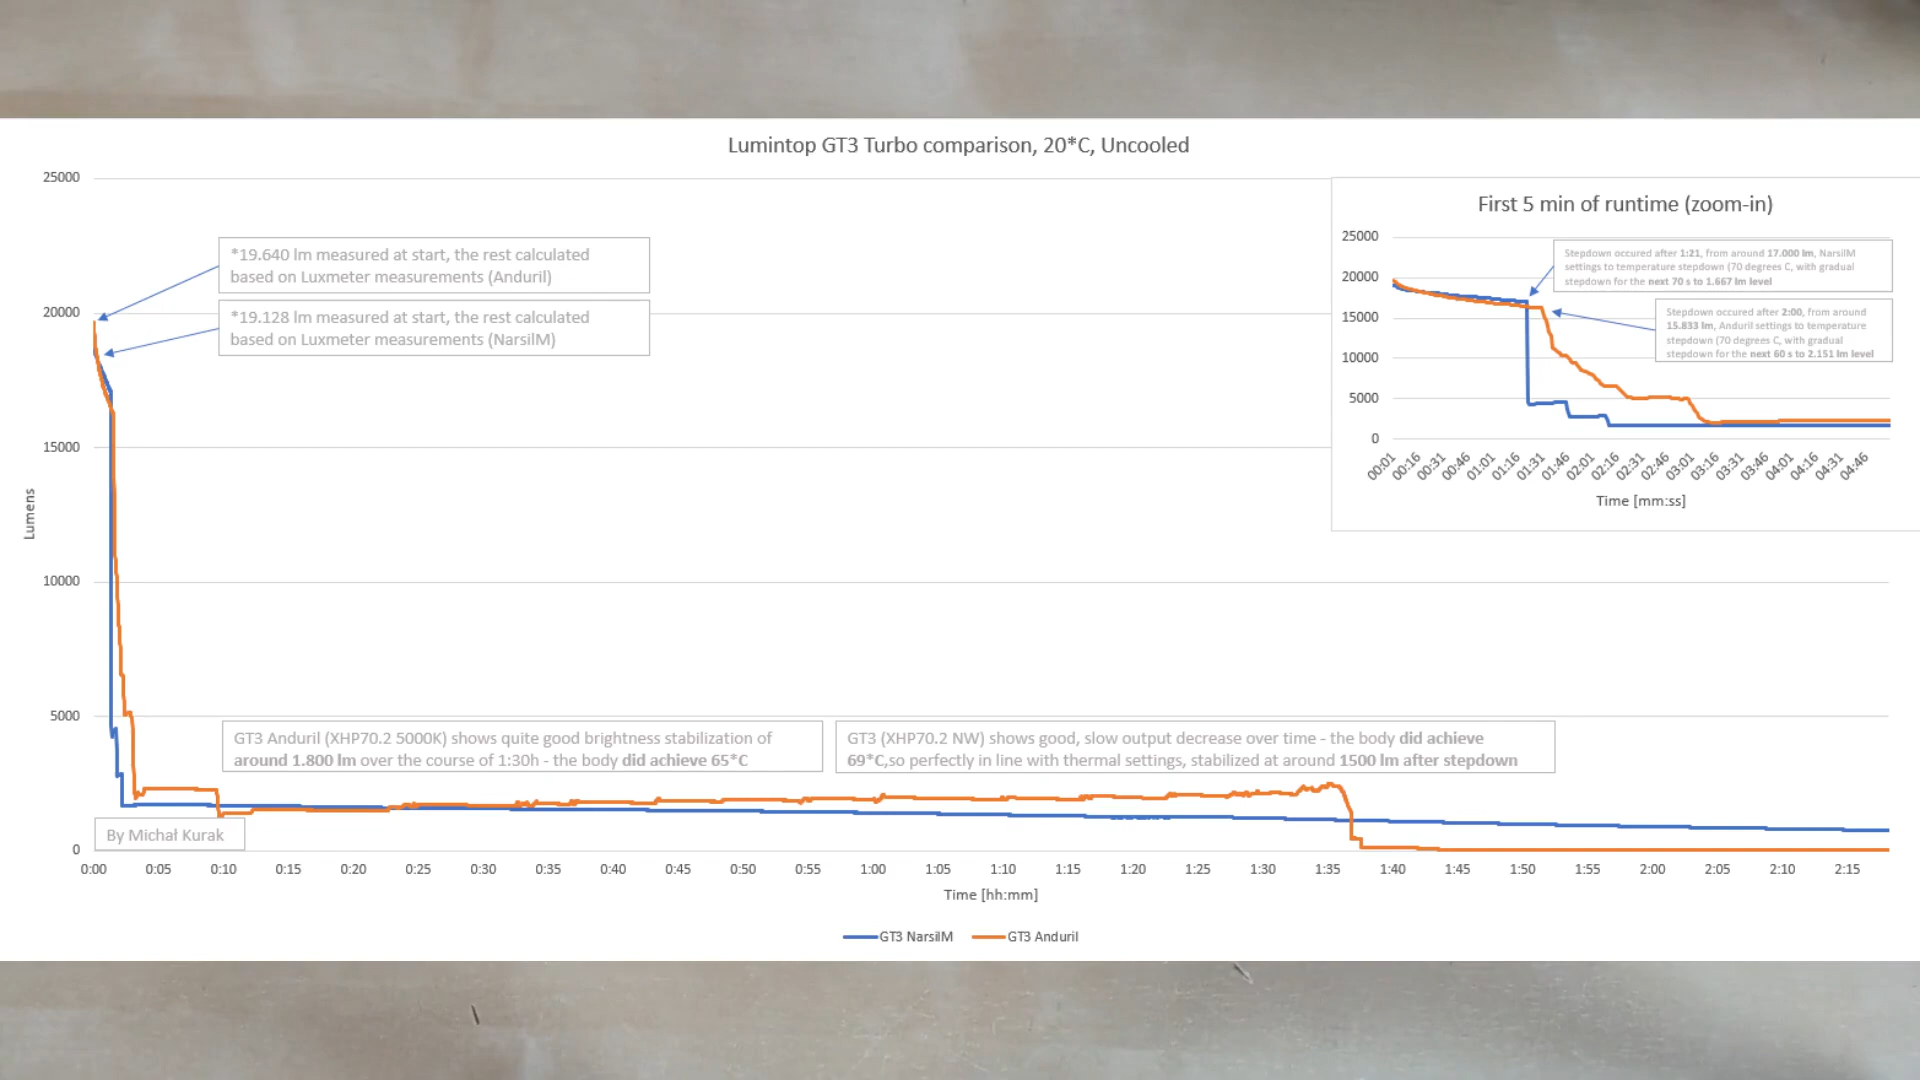 Lumintop GT3 Turbo comparison, 20*C, Uncooled
25000
20000
15000
10000
5000
0
Lumens
*19.640 lm measured at start, the rest calculated
based on Luxmeter measurements (Anduril)
*19.128 lm measured at start, the rest calculated
based on Luxmeter measurements (NarsilM)
First 5 min of runtime (zoom-in)
25000
20000
15000
10000
5000
0
Stepdown occured after 1:21, from around 17.000 lm, NarsilM
settings to temperature stepdown (70 degrees C, with gradual
stepdown for the next 70 s to 1.667 lm level
Stepdown occured after 2:00, from around
15.833 lm, Anduril settings to temperature
stepdown (70 degrees C, with gradual
stepdown for the next 60 s to 2.151 lm level
00:01 00:16 00:31 00:46 01:01 01:16 01:31 01:46 02:01 02:16 02:31 02:46 03:01 03:16 03:31 03:46 04:01 04:16 04:31 04:46
Time [mm:ss]
GT3 Anduril (XHP70.2 5000K) shows quite good brightness stabilization of
around 1.800 lm over the course of 1:30h - the body did achieve 65*C
GT3 (XHP70.2 NW) shows good, slow output decrease over time - the body did achieve
69*C,so perfectly in line with thermal settings, stabilized at around 1500 lm after stepdown
By Michał Kurak
0:00 0:05 0:10 0:15 0:20 0:25 0:30 0:35 0:40 0:45 0:50 0:55 1:00 1:05 1:10 1:15 1:20 1:25 1:30 1:35 1:40 1:45 1:50 1:55 2:00 2:05 2:10 2:15
Time [hh:mm]
GT3 NarsilM GT3 Anduril